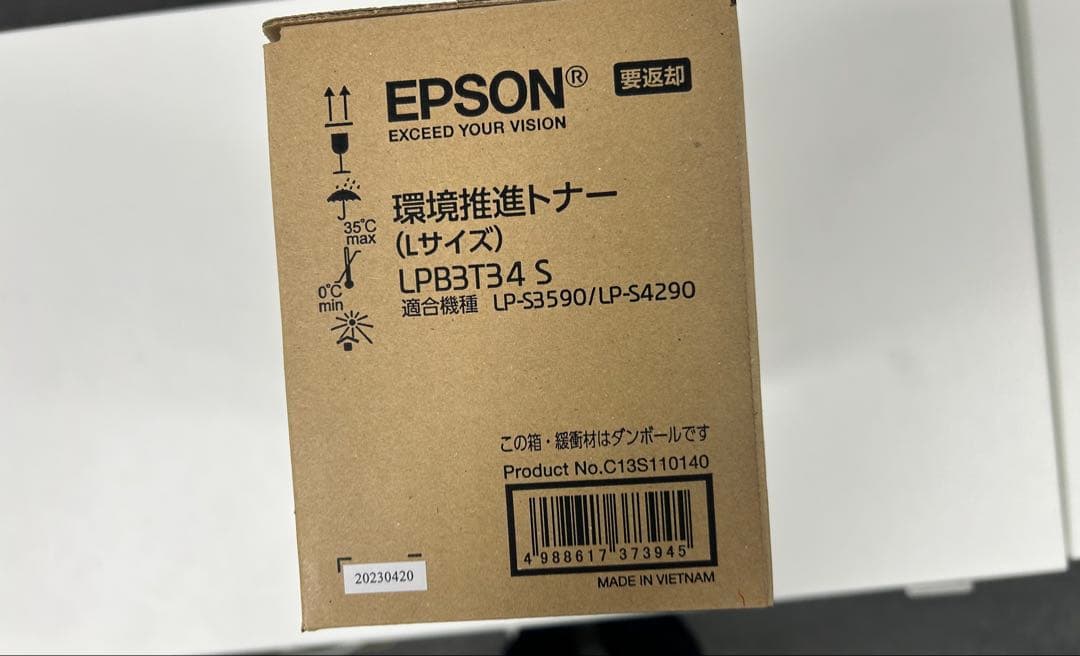 EPSON® 要返却
EXCEED YOUR VISION
環境推進トナー
(Lサイズ)
LPB3T34 S
適合機種 LP-S3590/LP-S4290
35℃
max
0℃
min
この箱・緩衝材はダンボールです
Product No.C13S110140
4 988617 373945
MADE IN VIETNAM
20230420